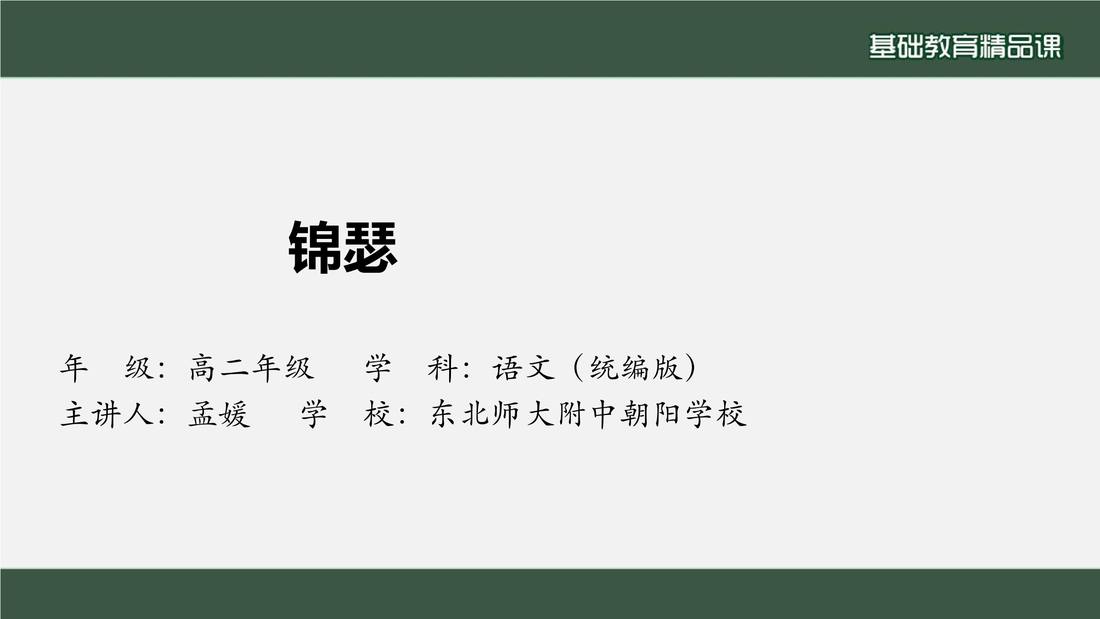 基础教育精品课
锦瑟
年 级：高二年级 学 科：语文（统编版）
主讲人：孟媛 学 校：东北师大附中朝阳学校